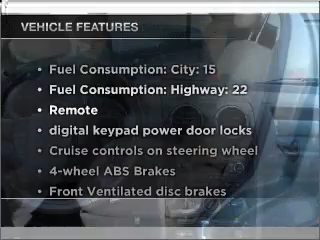 VEHICLE FEATURES
• Fuel Consumption: City: 15
• Fuel Consumption: Highway: 22
• Remote
• digital keypad power door locks
• Cruise controls on steering wheel
• 4-wheel ABS Brakes
• Front Ventilated disc brakes